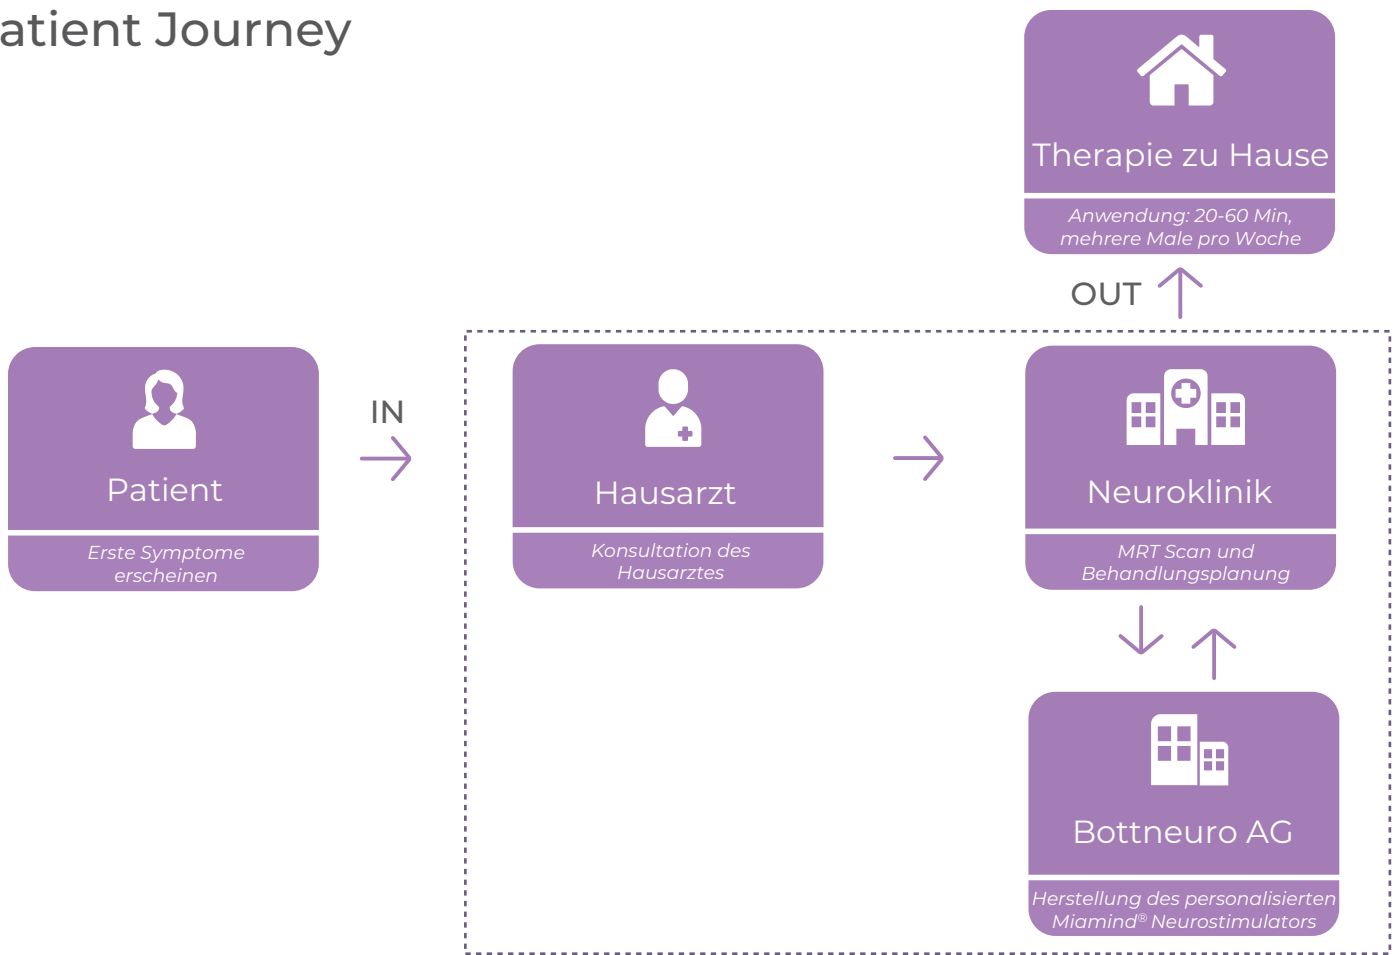 atient Journey
Therapie zu Hause
Anwendung: 20-60 Min,
mehrere Male pro Woche
OUT
Patient
Erste Symptome
erscheinen
IN
Hausarzt
Konsultation des
Hausarztes
Neuroklinik
MRT Scan und
Behandlungsplanung
Bottneuro AG
Herstellung des personalisierten
Miamind® Neurostimulators